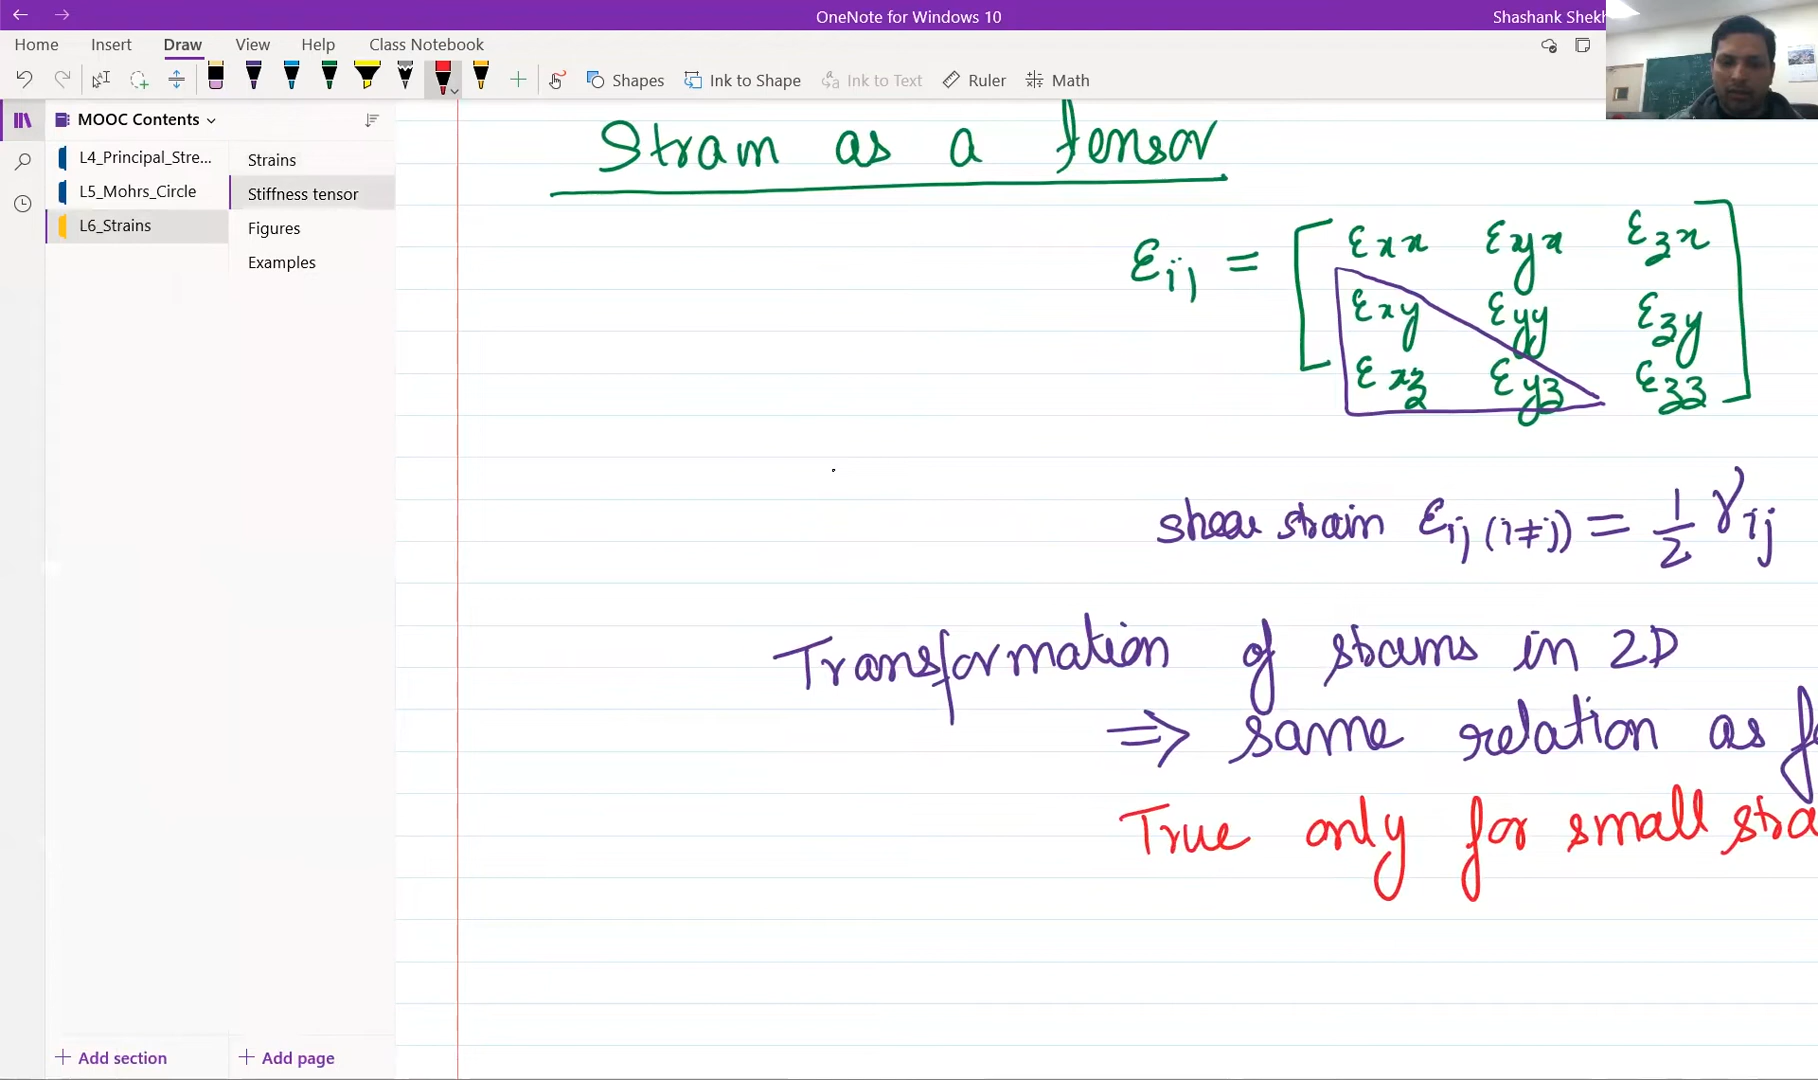 OneNote for Windows 10
Shashank Shekh
Home Insert Draw View Help Class Notebook
Shapes Ink to Shape Ink to Text Ruler Math
MOOC Contents
L4_Principal_Stre...
L5_Mohrs_Circle
L6_Strains
Strains
Stiffness tensor
Figures
Examples
Strain as a tensor
εij = [ εxx εyx εzx
εxy εyy εzy
εxz εyz εzz ]
shear strain εij (i≠j) = 1/2 γij
Transformation of strains in 2D
⇒ same relation as fo
True only for small stra
+ Add section
+ Add page